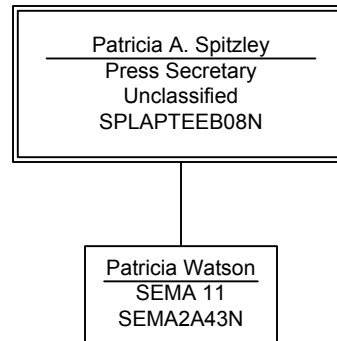 Patricia A. Spitzley
Press Secretary
Unclassified
SPLAPTEEB08N
Patricia Watson
SEMA 11
SEMA2A43N